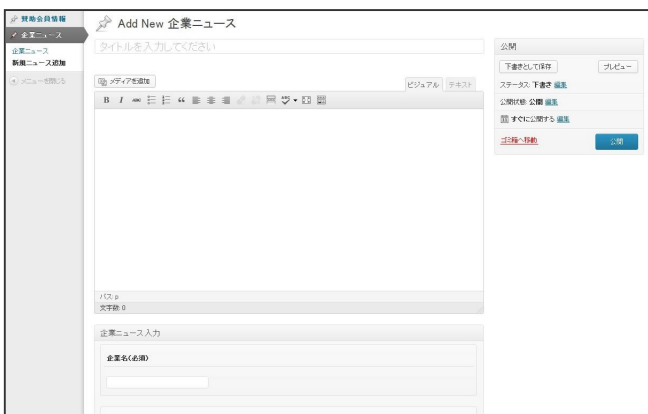 賛助会員情報
企業ニュース
企業ニュース
新規ニュース追加
メニューを閉じる
Add New 企業ニュース
タイトルを入力してください
メディアを追加
ビジュアル テキスト
B I ABC
パス: p
文字数: 0
企業ニュース入力
企業名(必須)
公開
下書きとして保存 プレビュー
ステータス: 下書き 編集
公開状態: 公開 編集
すぐに公開する 編集
ゴミ箱へ移動 公開